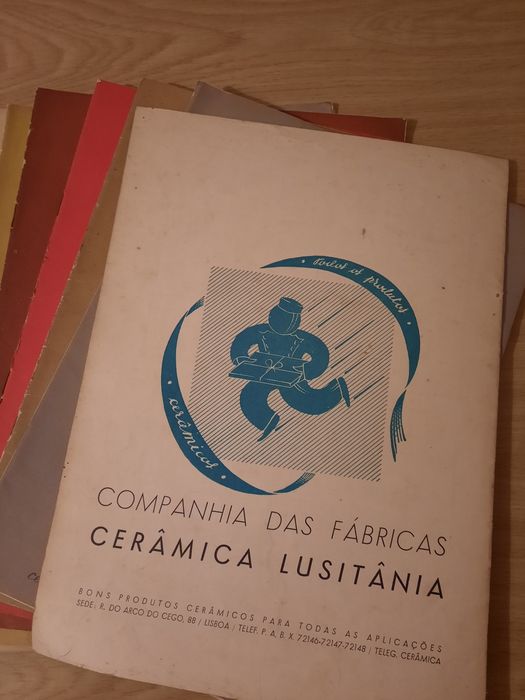 • todos os produtos •
• cerâmicos •
COMPANHIA DAS FÁBRICAS
CERÂMICA LUSITÂNIA
BONS PRODUTOS CERÂMICOS PARA TODAS AS APLICAÇÕES
SEDE: R. DO ARCO DO CEGO, 88 / LISBOA / TELEF. P. A. B. X. 72146-72147-72148 / TELEG. CERÂMICA